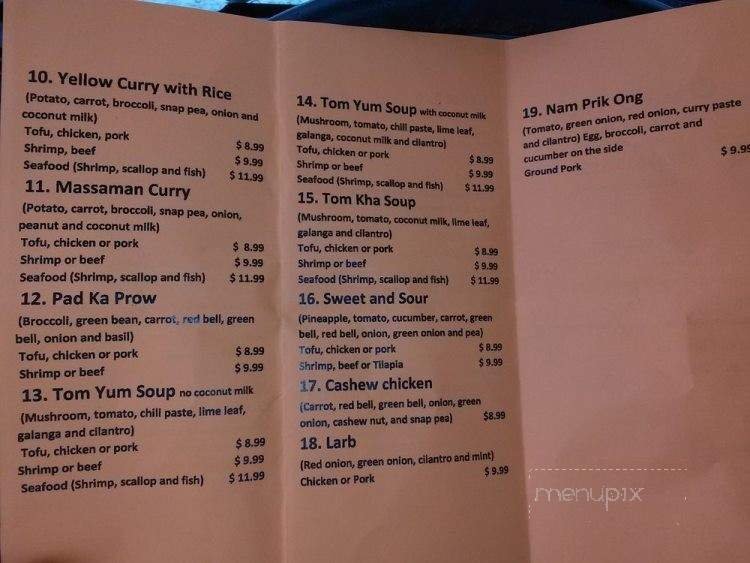 10. Yellow Curry with Rice
(Potato, carrot, broccoli, snap pea, onion and
coconut milk)
Tofu, chicken, pork $ 8.99
Shrimp, beef $ 9.99
Seafood (Shrimp, scallop and fish) $ 11.99
11. Massaman Curry
(Potato, carrot, broccoli, snap pea, onion,
peanut and coconut milk)
Tofu, chicken or pork $ 8.99
Shrimp or beef $ 9.99
Seafood (Shrimp, scallop and fish) $ 11.99
12. Pad Ka Prow
(Broccoli, green bean, carrot, red bell, green
bell, onion and basil)
Tofu, chicken or pork $ 8.99
Shrimp or beef $ 9.99
13. Tom Yum Soup no coconut milk
(Mushroom, tomato, chill paste, lime leaf,
galanga and cilantro)
Tofu, chicken or pork $ 8.99
Shrimp or beef $ 9.99
Seafood (Shrimp, scallop and fish) $ 11.99
14. Tom Yum Soup with coconut milk
(Mushroom, tomato, chill paste, lime leaf,
galanga, coconut milk and cilantro)
Tofu, chicken or pork $ 8.99
Shrimp or beef $ 9.99
Seafood (Shrimp, scallop and fish) $ 11.99
15. Tom Kha Soup
(Mushroom, tomato, coconut milk, lime leaf,
galanga and cilantro)
Tofu, chicken or pork $ 8.99
Shrimp or beef $ 9.99
Seafood (Shrimp, scallop and fish) $ 11.99
16. Sweet and Sour
(Pineapple, tomato, cucumber, carrot, green
bell, red bell, onion, green onion and pea)
Tofu, chicken or pork $ 8.99
Shrimp, beef or Tilapia $ 9.99
17. Cashew chicken
(Carrot, red bell, green bell, onion, green
onion, cashew nut, and snap pea) $8.99
18. Larb
(Red onion, green onion, cilantro and mint)
Chicken or Pork $ 9.99
19. Nam Prik Ong
(Tomato, green onion, red onion, curry paste
and cilantro) Egg, broccoli, carrot and
cucumber on the side
Ground Pork $ 9.99
menupix